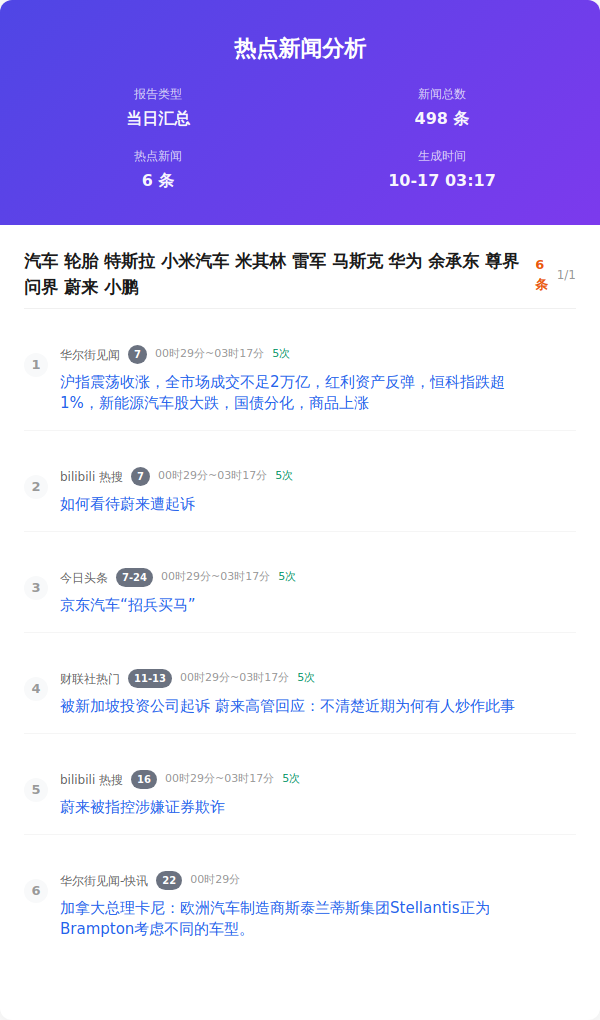 热点新闻分析
报告类型
新闻总数
当日汇总
498 条
热点新闻
生成时间
6 条
10-17 03:17
汽车 轮胎 特斯拉 小米汽车 米其林 雷军 马斯克 华为 余承东 尊界
问界 蔚来 小鹏
6
条
1/1
1
华尔街见闻 7 00时29分~03时17分 5次
沪指震荡收涨，全市场成交不足2万亿，红利资产反弹，恒科指跌超
1%，新能源汽车股大跌，国债分化，商品上涨
2
bilibili 热搜 7 00时29分~03时17分 5次
如何看待蔚来遭起诉
3
今日头条 7-24 00时29分~03时17分 5次
京东汽车“招兵买马”
4
财联社热门 11-13 00时29分~03时17分 5次
被新加坡投资公司起诉 蔚来高管回应：不清楚近期为何有人炒作此事
5
bilibili 热搜 16 00时29分~03时17分 5次
蔚来被指控涉嫌证券欺诈
6
华尔街见闻-快讯 22 00时29分
加拿大总理卡尼：欧洲汽车制造商斯泰兰蒂斯集团Stellantis正为
Brampton考虑不同的车型。